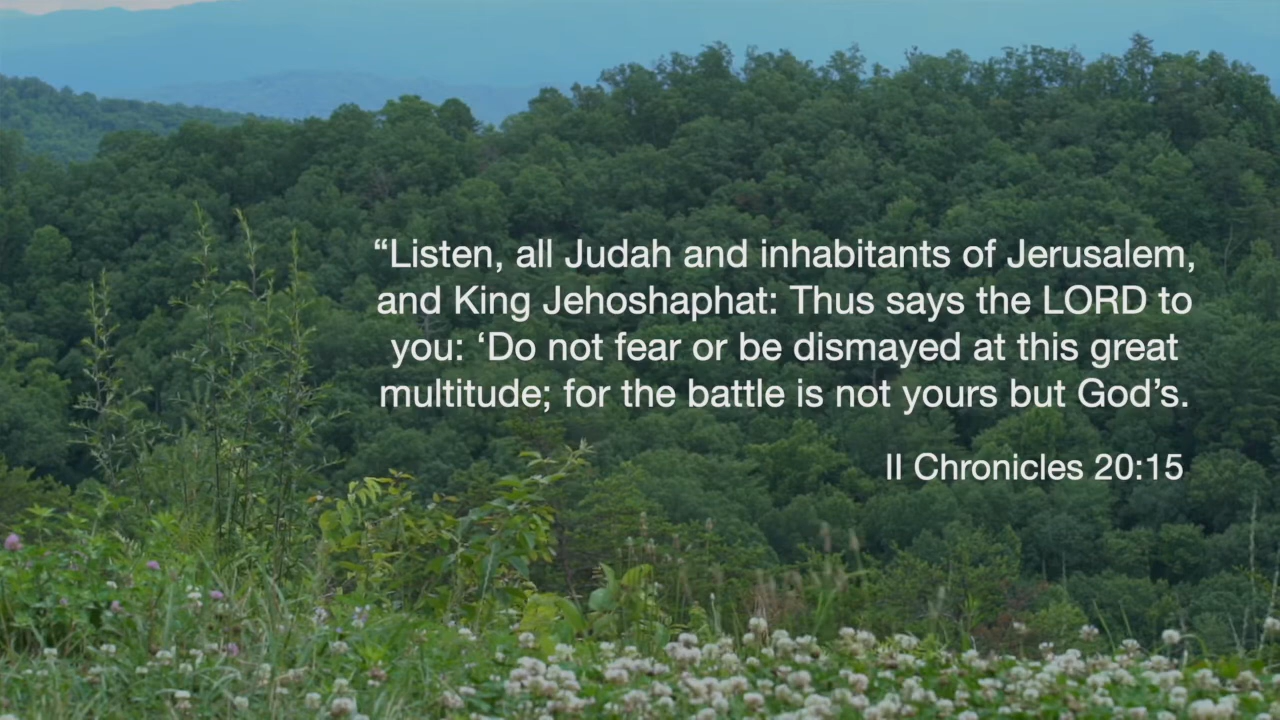 “Listen, all Judah and inhabitants of Jerusalem,
and King Jehoshaphat: Thus says the LORD to
you: ‘Do not fear or be dismayed at this great
multitude; for the battle is not yours but God’s.
II Chronicles 20:15